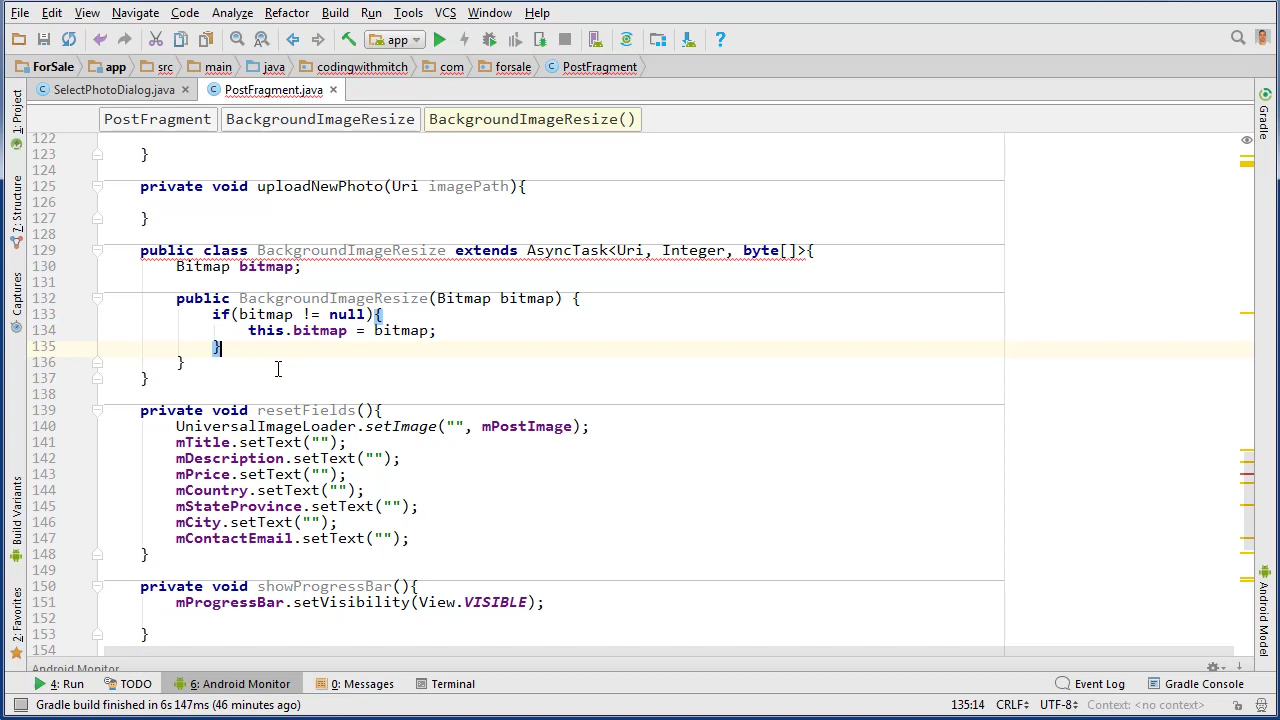 File Edit View Navigate Code Analyze Refactor Build Run Tools VCS Window Help
app
ForSale app src main java codingwithmitch com forsale PostFragment
SelectPhotoDialog.java PostFragment.java
PostFragment BackgroundImageResize BackgroundImageResize()
1: Project
7: Structure
Captures
Build Variants
2: Favorites
Gradle
Android Model
122
123 }
124
125 private void uploadNewPhoto(Uri imagePath){
126
127 }
128
129 public class BackgroundImageResize extends AsyncTask<Uri, Integer, byte[]>{
130 Bitmap bitmap;
131
132 public BackgroundImageResize(Bitmap bitmap) {
133 if(bitmap != null){
134 this.bitmap = bitmap;
135 }
136 }
137 }
138
139 private void resetFields(){
140 UniversalImageLoader.setImage("", mPostImage);
141 mTitle.setText("");
142 mDescription.setText("");
143 mPrice.setText("");
144 mCountry.setText("");
145 mStateProvince.setText("");
146 mCity.setText("");
147 mContactEmail.setText("");
148 }
149
150 private void showProgressBar(){
151 mProgressBar.setVisibility(View.VISIBLE);
152
153 }
154
Android Monitor
4: Run TODO 6: Android Monitor 0: Messages Terminal Event Log Gradle Console
Gradle build finished in 6s 147ms (46 minutes ago) 135:14 CRLF UTF-8 Context: <no context>